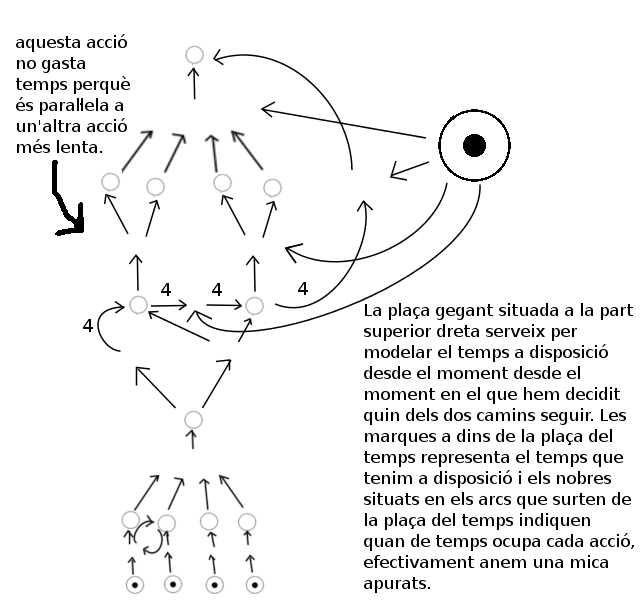 aquesta acció
no gasta
temps perquè
és paral·lela a
un'altra acció
més lenta.
4
4
4
4
La plaça gegant situada a la part
superior dreta serveix per
modelar el temps a disposició
desde el moment desde el
moment en el que hem decidit
quin dels dos camins seguir. Les
marques a dins de la plaça del
temps representa el temps que
tenim a disposició i els nobres
situats en els arcs que surten de
la plaça del temps indiquen
quan de temps ocupa cada acció,
efectivament anem una mica
apurats.